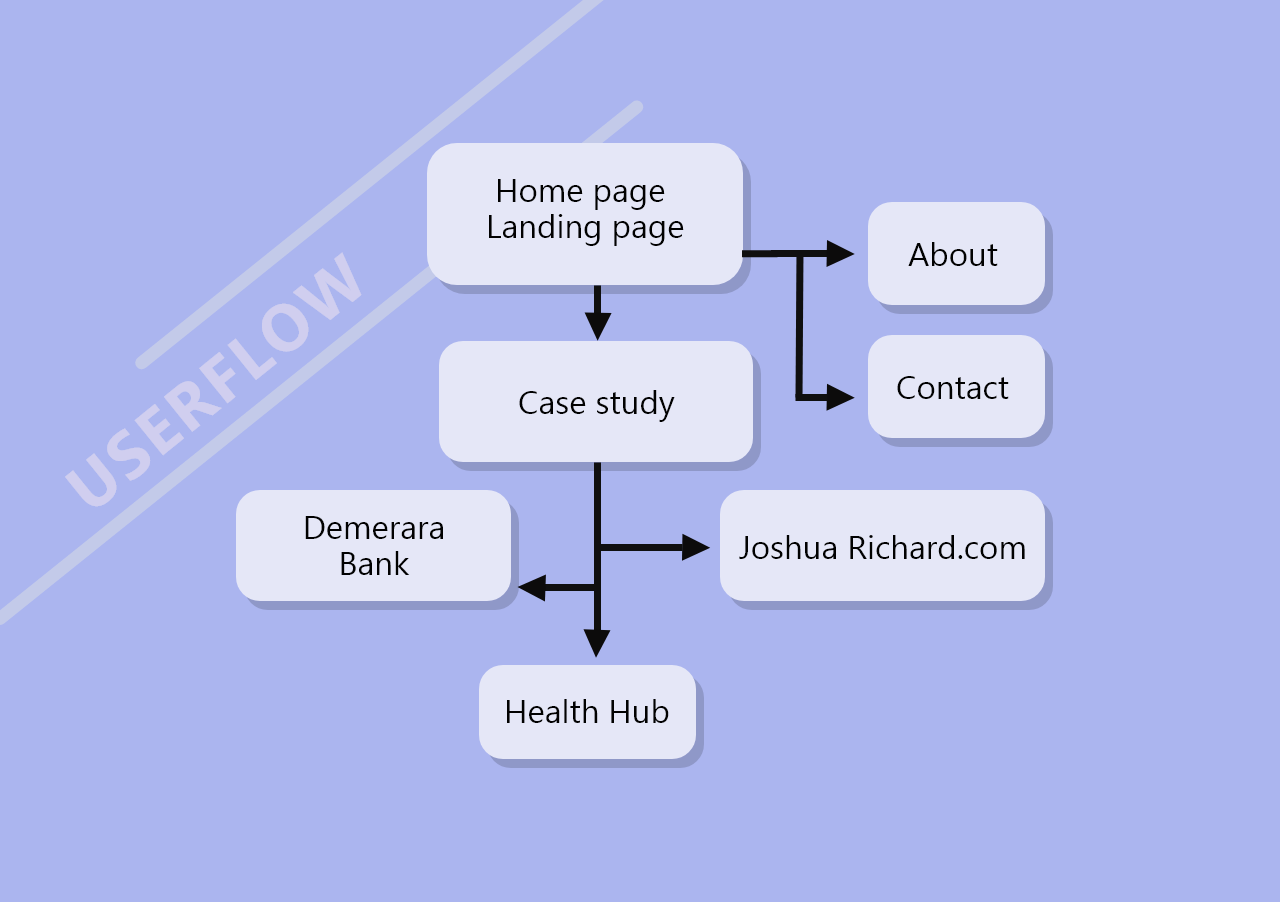 Home page
Landing page
About
USERFLOW
Contact
Case study
Demerara
Bank
Joshua Richard.com
Health Hub